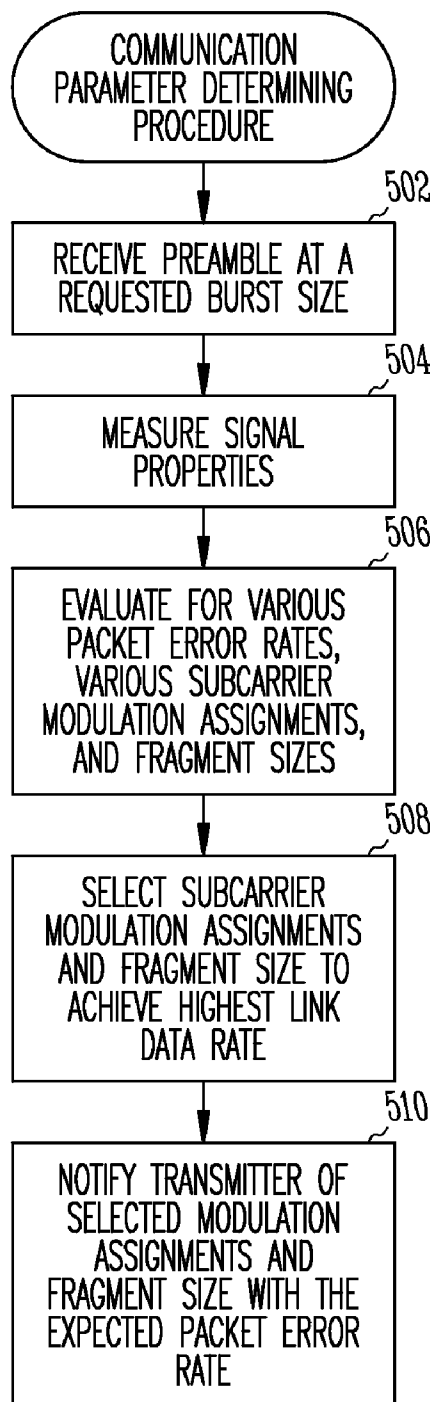 COMMUNICATION
PARAMETER DETERMINING
PROCEDURE
502
RECEIVE PREAMBLE AT A
REQUESTED BURST SIZE
504
MEASURE SIGNAL
PROPERTIES
506
EVALUATE FOR VARIOUS
PACKET ERROR RATES,
VARIOUS SUBCARRIER
MODULATION ASSIGNMENTS,
AND FRAGMENT SIZES
508
SELECT SUBCARRIER
MODULATION ASSIGNMENTS
AND FRAGMENT SIZE TO
ACHIEVE HIGHEST LINK
DATA RATE
510
NOTIFY TRANSMITTER OF
SELECTED MODULATION
ASSIGNMENTS AND
FRAGMENT SIZE WITH THE
EXPECTED PACKET ERROR
RATE